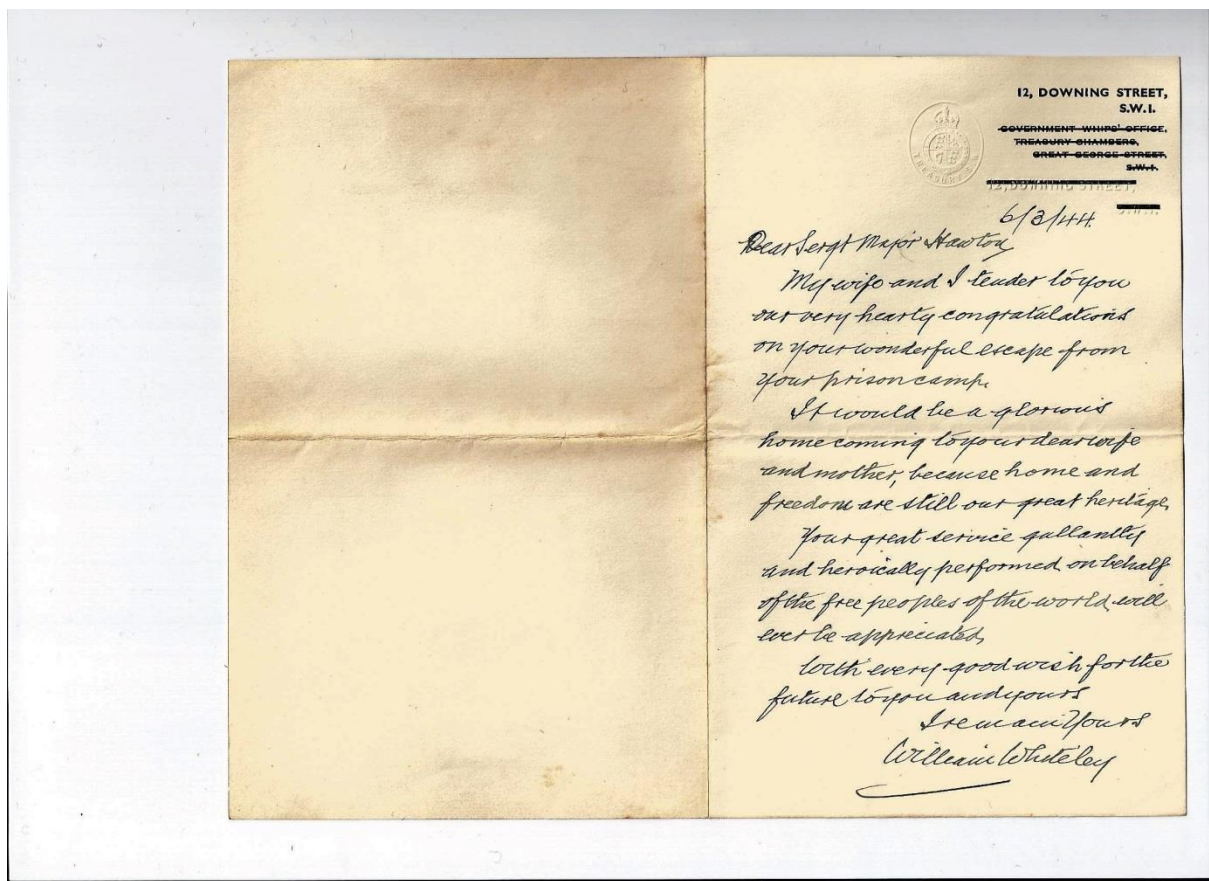 12, DOWNING STREET,
S.W.1.
GOVERNMENT WHIPS' OFFICE,
TREASURY CHAMBERS,
GREAT GEORGE STREET,
S.W.1.
12, DOWNING STREET,
S.W.1.
TREASURY S.W.
6/3/44.
Dear Sergt Major Hawton
My wife and I tender to you
our very hearty congratulations
on your wonderful escape from
your prison camp.
It would be a glorious
home coming to your dear wife
and mother, because home and
freedom are still our great heritage,
Your great service gallantly
and heroically performed on behalf
of the free peoples of the world will
ever be appreciated,
With every good wish for the
future to you and yours
I remain Yours
William Whiteley